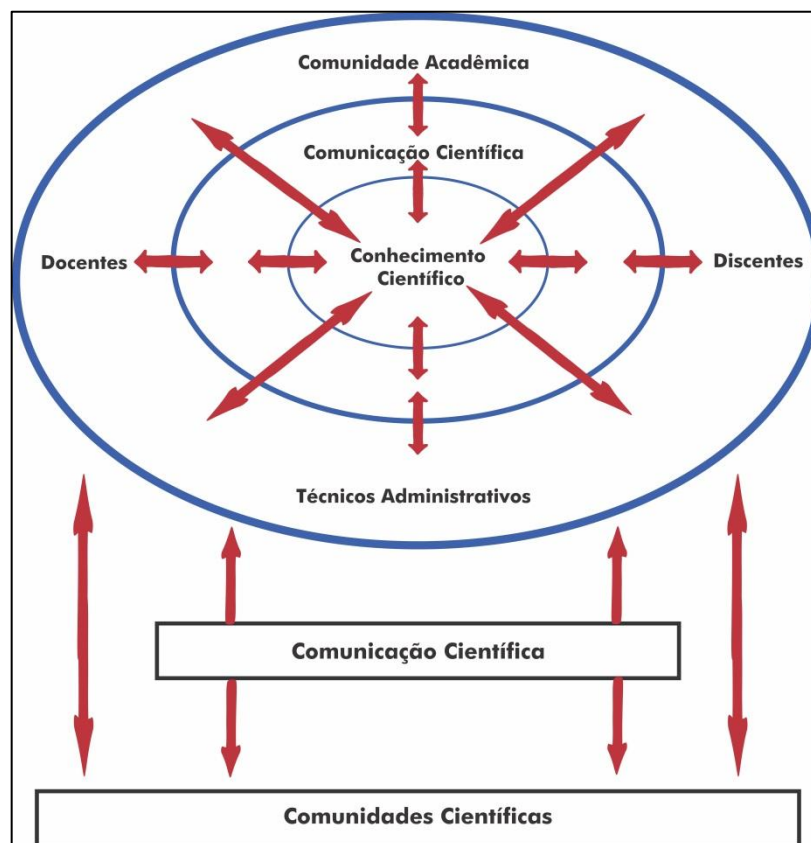 Comunidade Acadêmica
Comunicação Científica
Docentes
Conhecimento
Científico
Discentes
Técnicos Administrativos
Comunicação Científica
Comunidades Científicas